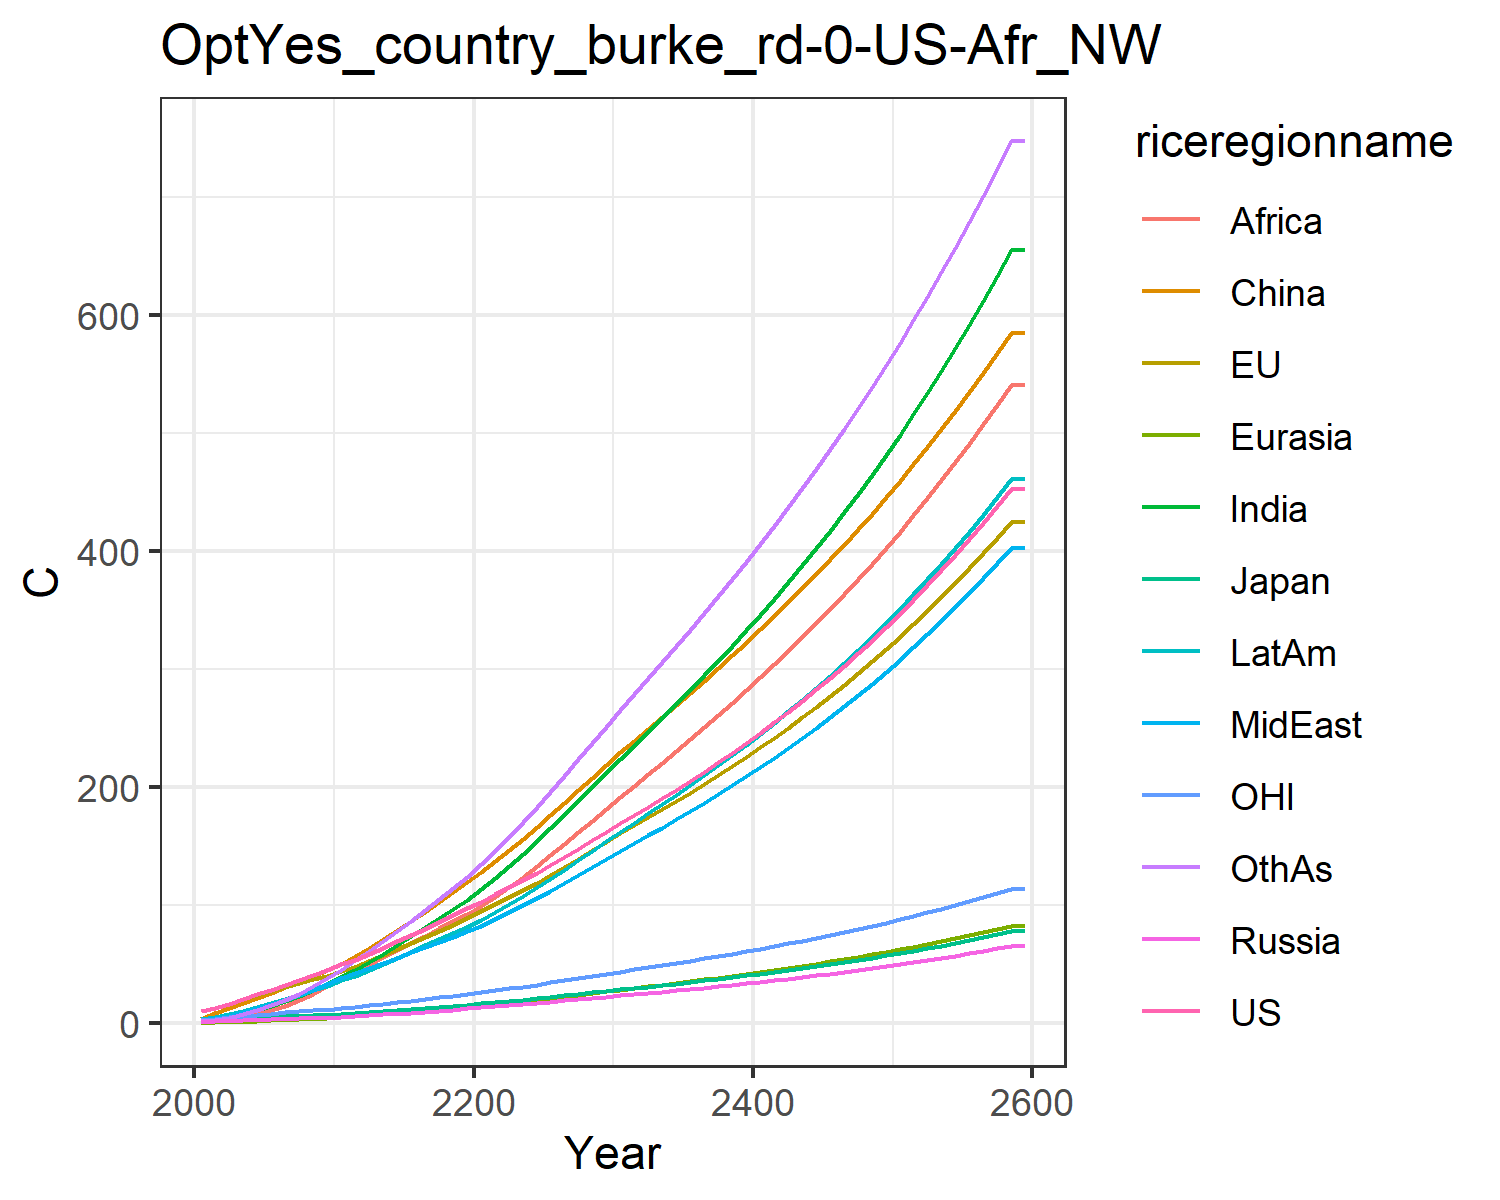 OptYes_country_burke_rd-0-US-Afr_NW
riceregionname
Africa
China
EU
Eurasia
India
Japan
LatAm
MidEast
OHI
OthAs
Russia
US
C
600
400
200
0
2000 2200 2400 2600
Year